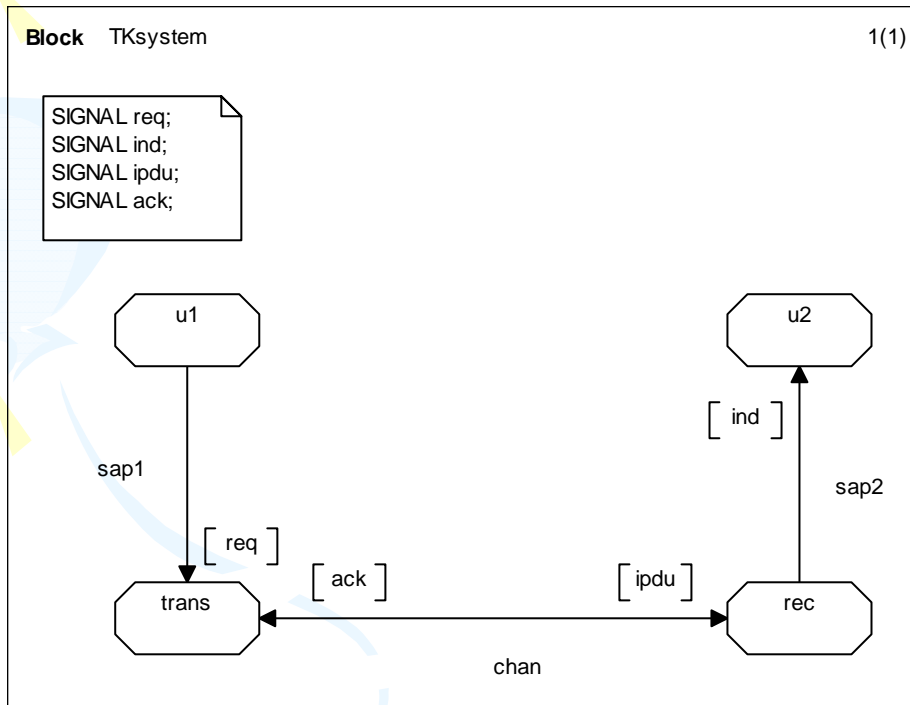 Block TKsystem 1(1)
SIGNAL req;
SIGNAL ind;
SIGNAL ipdu;
SIGNAL ack;
u1
u2
[ ind ]
sap1
sap2
[ req ]
[ ack ]
[ ipdu ]
trans
rec
chan